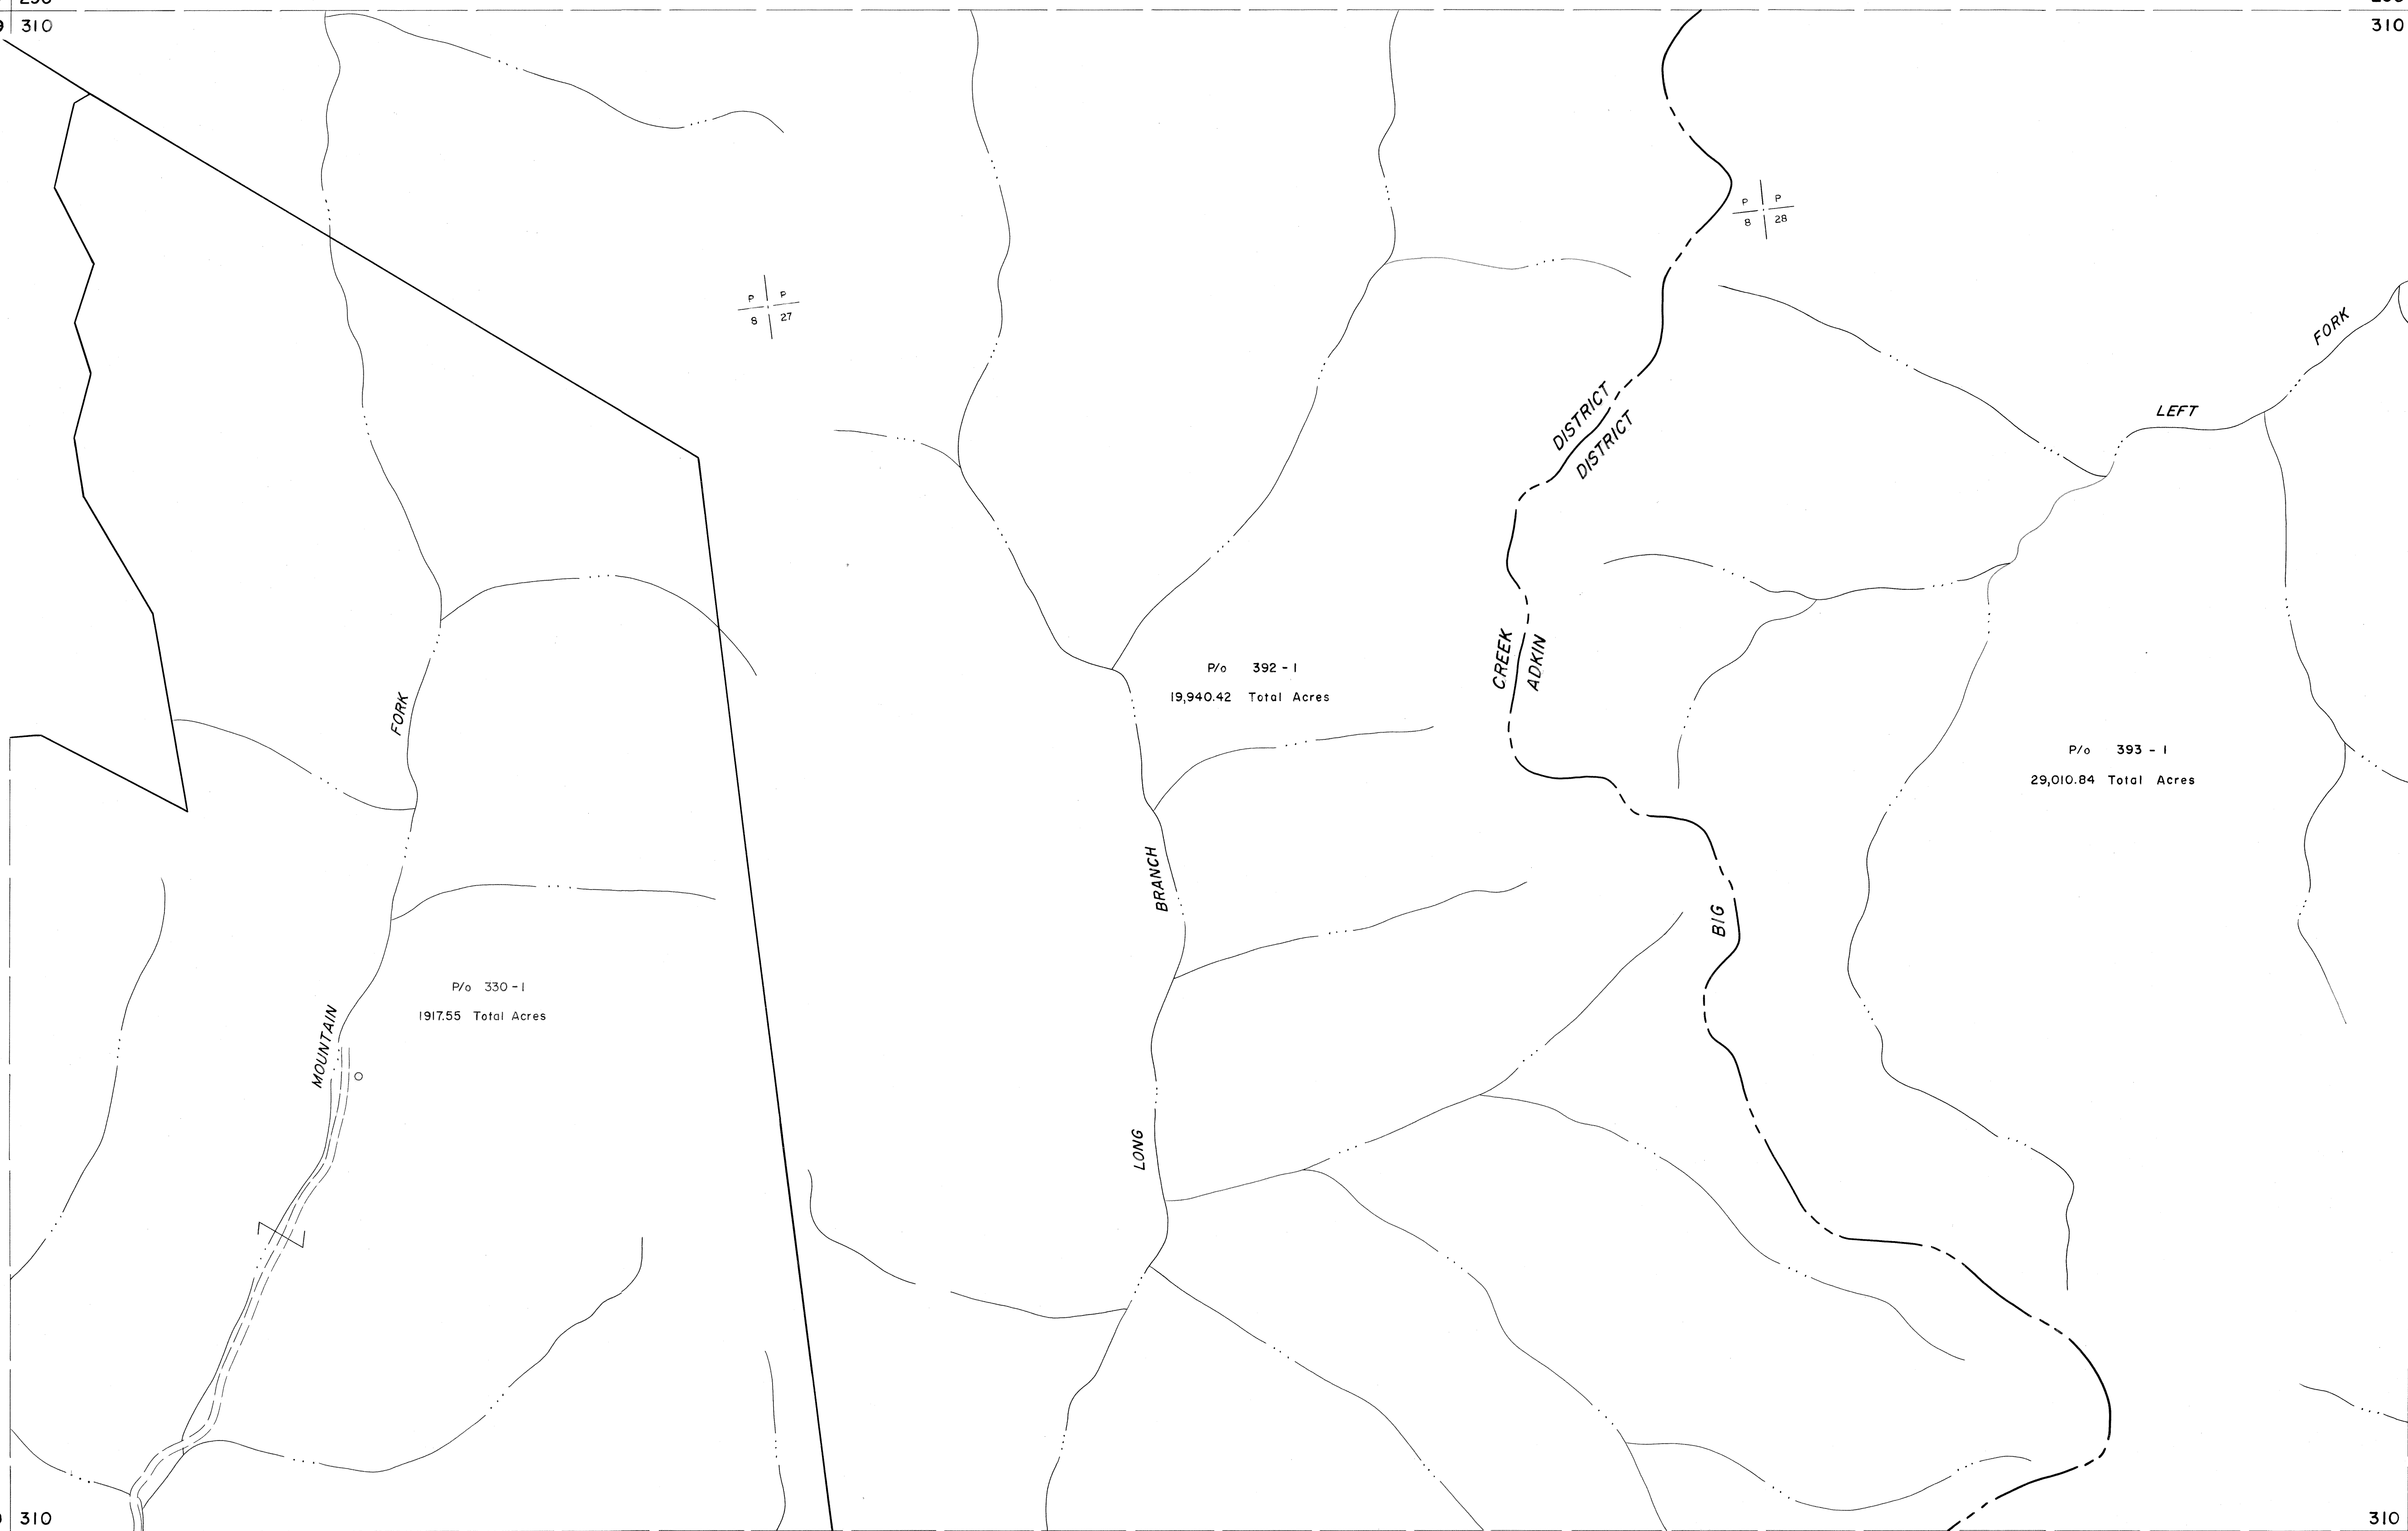 310
310
P P
8 28
P P
8 27
FORK
LEFT
DISTRICT
DISTRICT
CREEK
ADKIN
P/o 392 - 1
19,940.42 Total Acres
FORK
P/o 393 - 1
29,010.84 Total Acres
BRANCH
BIG
P/o 330 - 1
1917.55 Total Acres
MOUNTAIN
LONG
310
310